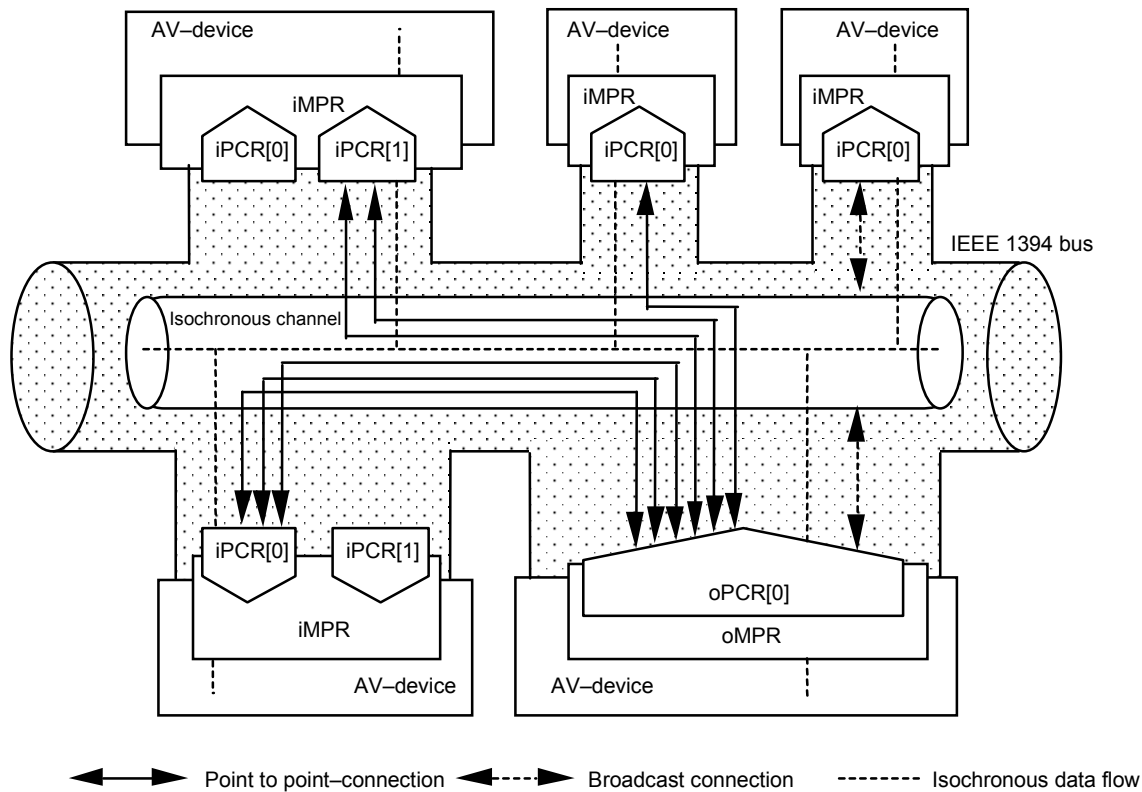 AV–device
AV–device
AV–device
iMPR
iMPR
iMPR
iPCR[0]
iPCR[1]
iPCR[0]
iPCR[0]
IEEE 1394 bus
Isochronous channel
iPCR[0]
iPCR[1]
oPCR[0]
iMPR
oMPR
AV–device
AV–device
Point to point–connection
Broadcast connection
Isochronous data flow